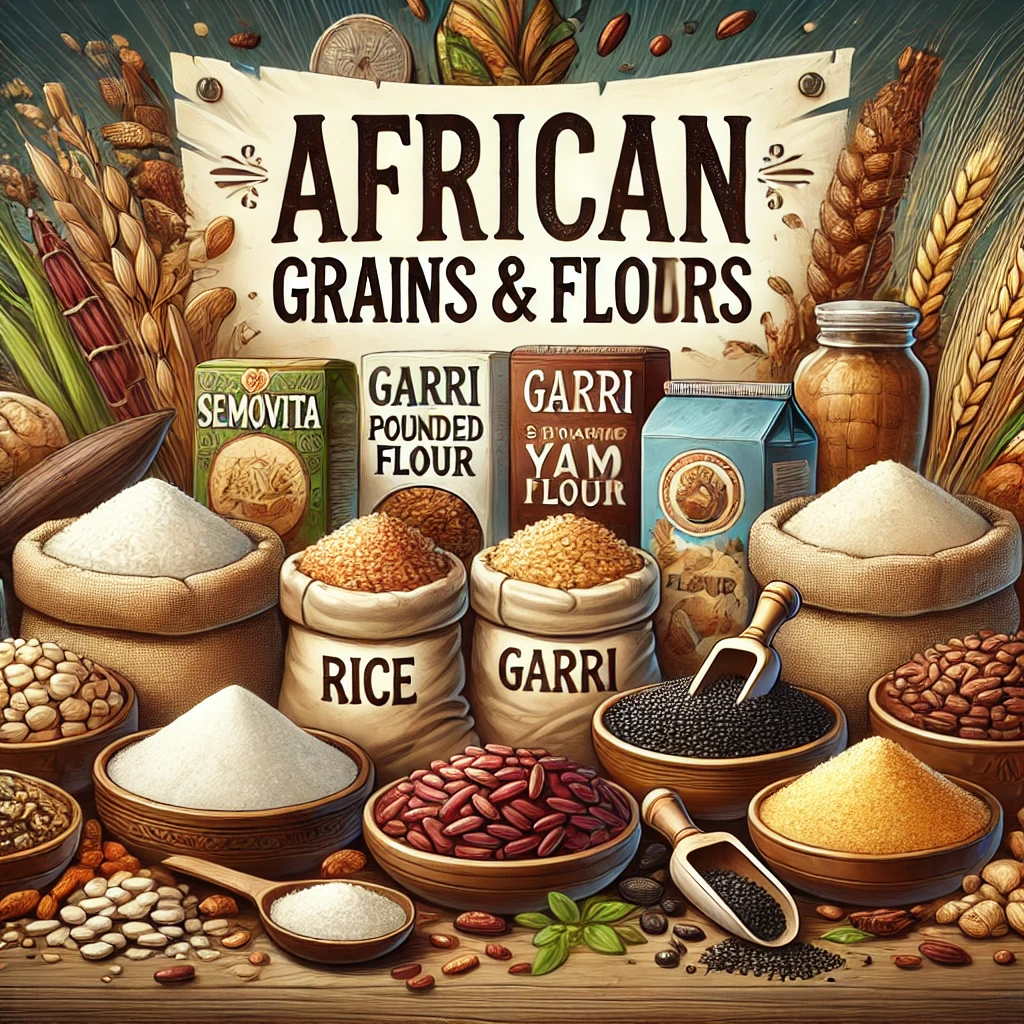 AFRICAN
GRAINS & FLOURS
SEMOVITA
GARRI
POUNDED
FLOUR
GARRI
YAM
FLOUR
FLOUR
RICE
GARRI